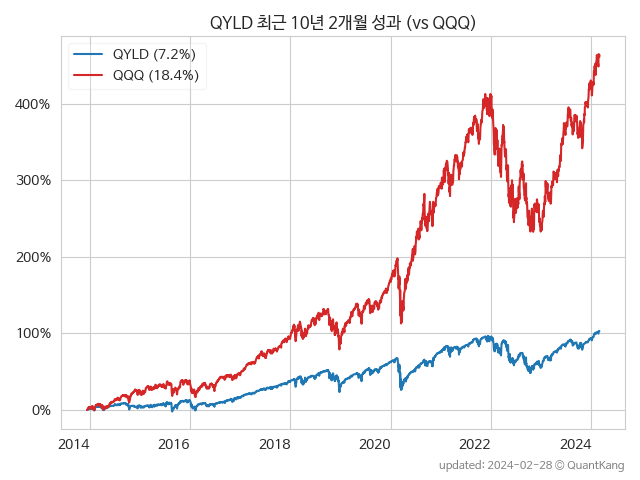 QYLD 최근 10년 2개월 성과 (vs QQQ)
QYLD (7.2%)
QQQ (18.4%)
400%
300%
200%
100%
0%
2014 2016 2018 2020 2022 2024
updated: 2024-02-28 © QuantKang